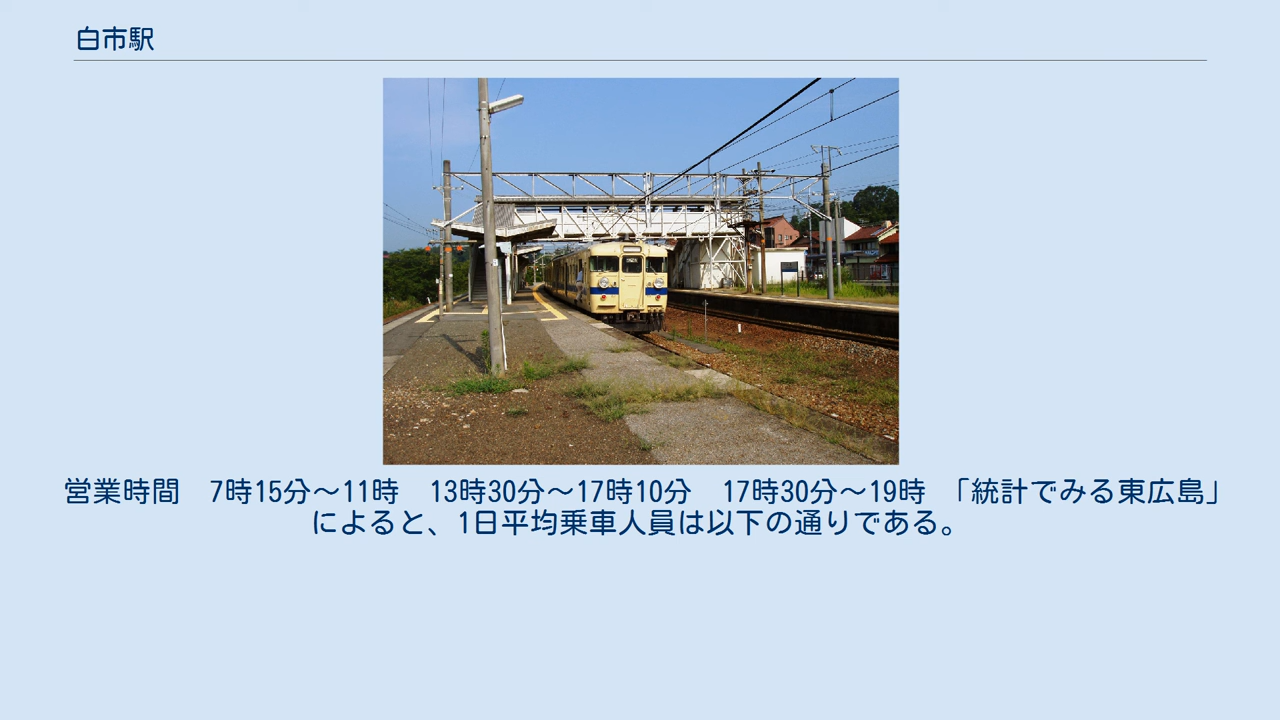 白市駅
営業時間　7時15分～11時　13時30分～17時10分　17時30分～19時　「統計でみる東広島」
によると、1日平均乗車人員は以下の通りである。